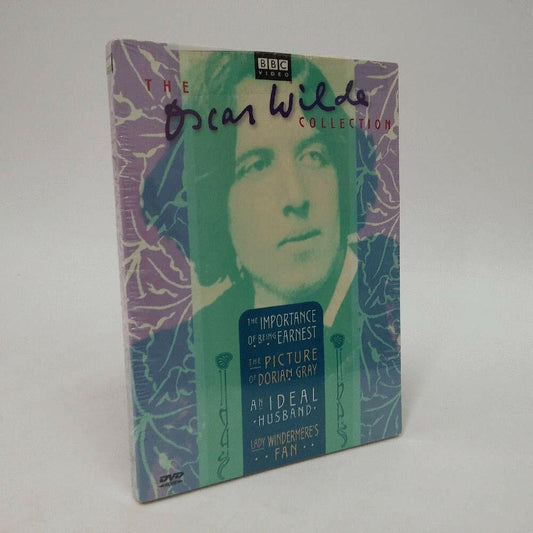 BBC
VIDEO
THE
Oscar Wilde
COLLECTION
THE IMPORTANCE
OF BEING EARNEST
THE PICTURE
OF DORIAN GRAY
AN IDEAL
·HUSBAND·
LADY WINDERMERE'S
··FAN··
DVD